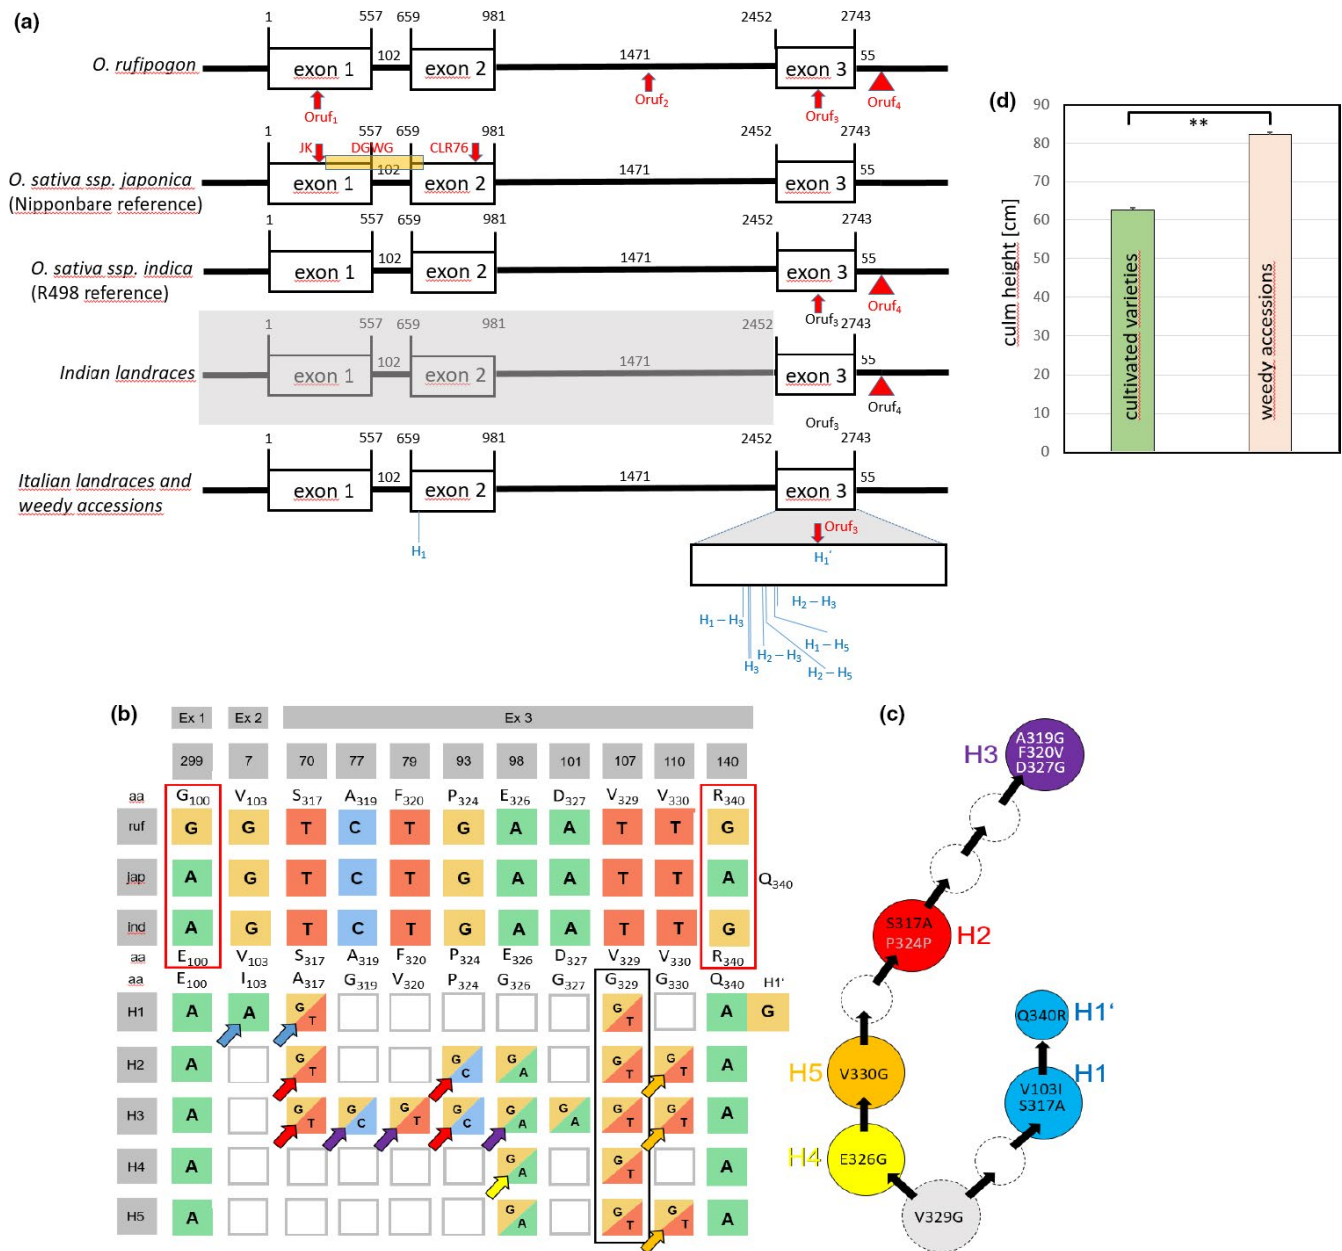 (a)
1 557 659 981 2452 2743
O. rufipogon exon 1 102 exon 2 1471 exon 3 55
Oruf1 Oruf2 Oruf3 Oruf4
1 557 659 981 2452 2743
JK DGWG CLR76
O. sativa ssp. japonica
(Nipponbare reference)
exon 1 102 exon 2 1471 exon 3 55
1 557 659 981 2452 2743
O. sativa ssp. indica
(R498 reference)
exon 1 102 exon 2 1471 exon 3 55
Oruf3 Oruf4
1 557 659 981 2452 2743
Indian landraces exon 1 102 exon 2 1471 exon 3 55
Oruf4
Oruf3
1 557 659 981 2452 2743
Italian landraces and
weedy accessions
exon 1 102 exon 2 1471 exon 3 55
H1
Oruf3
H1'
H2 – H3
H1 – H3
H1 – H5
H2 – H3
H3
H2 – H5
(d)
culm height [cm]
90
80
70
60
50
40
30
20
10
0
**
cultivated varieties
weedy accessions
(b)
Ex 1 Ex 2 Ex 3
299 7 70 77 79 93 98 101 107 110 140
aa G100 V103 S317 A319 F320 P324 E326 D327 V329 V330 R340
ruf G G T C T G A A T T G
jap A G T C T G A A T T A Q340
ind A G T C T G A A T T G
aa E100 V103 S317 A319 F320 P324 E326 D327 V329 V330 R340
aa E100 I103 A317 G319 V320 P324 G326 G327 G329 G330 Q340 H1'
H1 A A G T G T A G
H2 A G T G C G A G T G T A
H3 A G T G C G T G C G A G A G T G T A
H4 A G A G T A
H5 A G A G T G T A
(c)
H3
A319G
F320V
D327G
H2
S317A
P324P
H5
V330G
H4
E326G
V329G
Q340R
H1'
V103I
S317A
H1